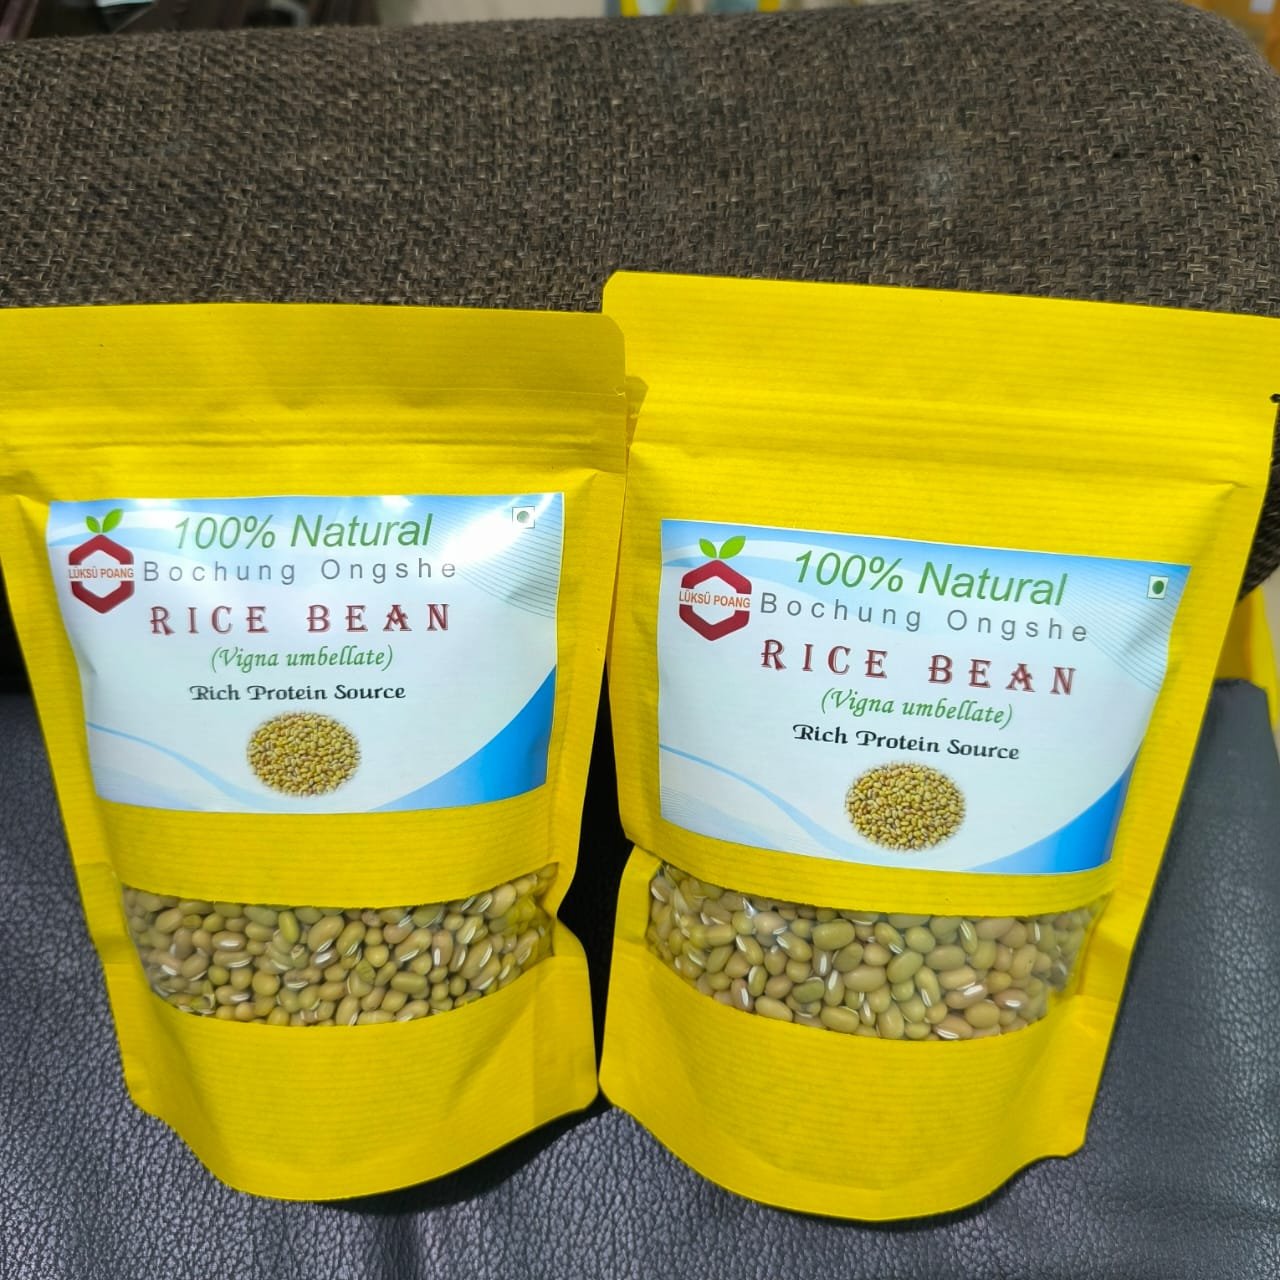 100% Natural
LÜKSÜ POANG
Bochung Ongshe
RICE BEAN
(Vigna umbellate)
Rich Protein Source
100% Natural
LÜKSÜ POANG
Bochung Ongshe
RICE BEAN
(Vigna umbellate)
Rich Protein Source